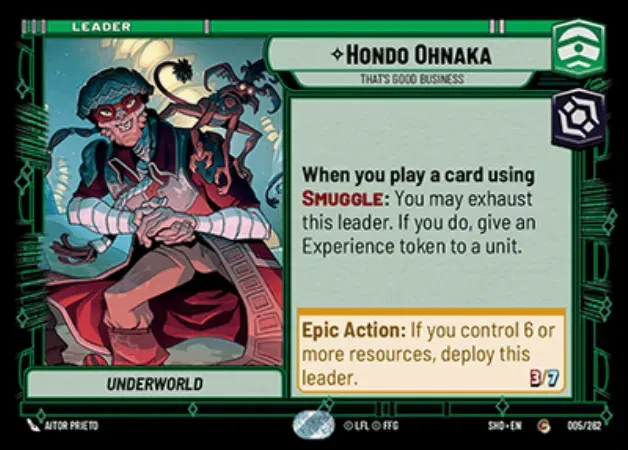 LEADER
✧HONDO OHNAKA
THAT'S GOOD BUSINESS
When you play a card using
SMUGGLE: You may exhaust
this leader. If you do, give an
Experience token to a unit.
Epic Action: If you control 6 or
more resources, deploy this
leader.
3/7
UNDERWORLD
AITOR PRIETO
© LFL © FFG
SHD•EN
C
005/262